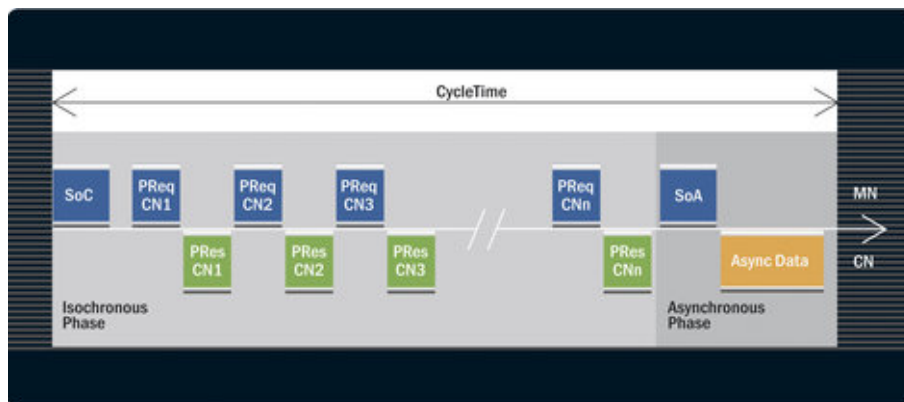 CycleTime
SoC
PReq
CN1
PReq
CN2
PReq
CN3
PReq
CNn
SoA
MN
PRes
CN1
PRes
CN2
PRes
CN3
PRes
CNn
Async Data
CN
Isochronous
Phase
Asynchronous
Phase